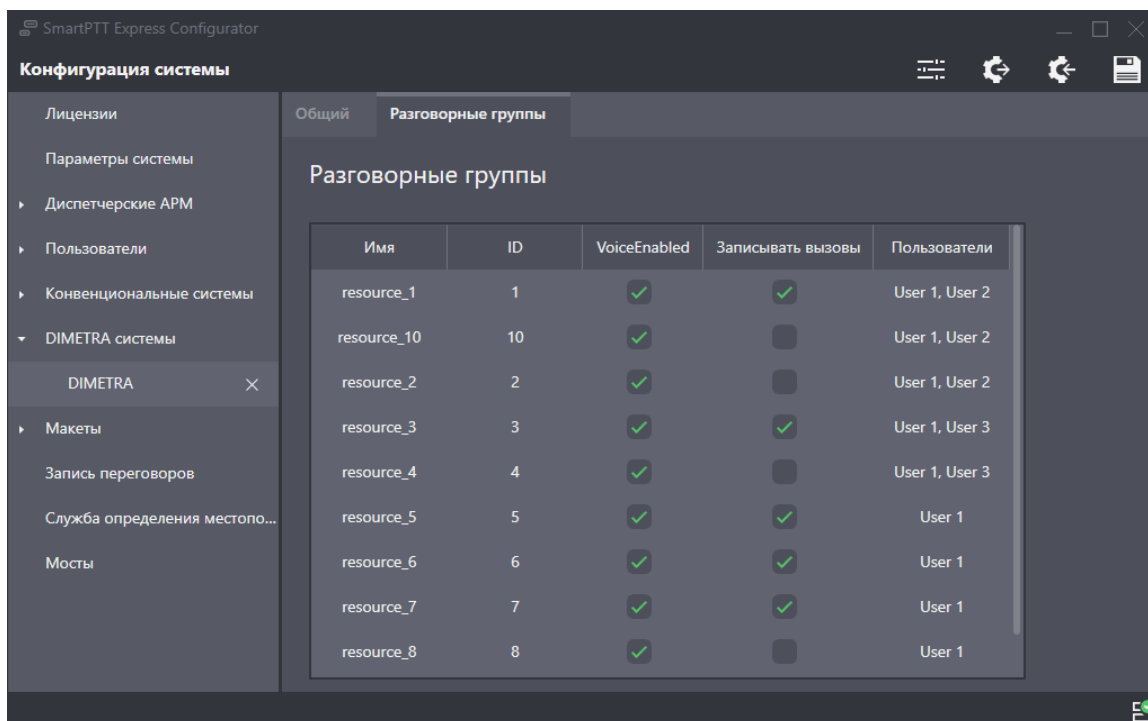 SmartPTT Express Configurator
Конфигурация системы
Лицензии
Параметры системы
Диспетчерские АРМ
Пользователи
Конвенциональные системы
DIMETRA системы
DIMETRA
Макеты
Запись переговоров
Служба определения местопо...
Мосты
Общий Разговорные группы
Разговорные группы
Имя ID VoiceEnabled Записывать вызовы Пользователи
resource_1 1 User 1, User 2
resource_10 10 User 1, User 2
resource_2 2 User 1, User 2
resource_3 3 User 1, User 3
resource_4 4 User 1, User 3
resource_5 5 User 1
resource_6 6 User 1
resource_7 7 User 1
resource_8 8 User 1